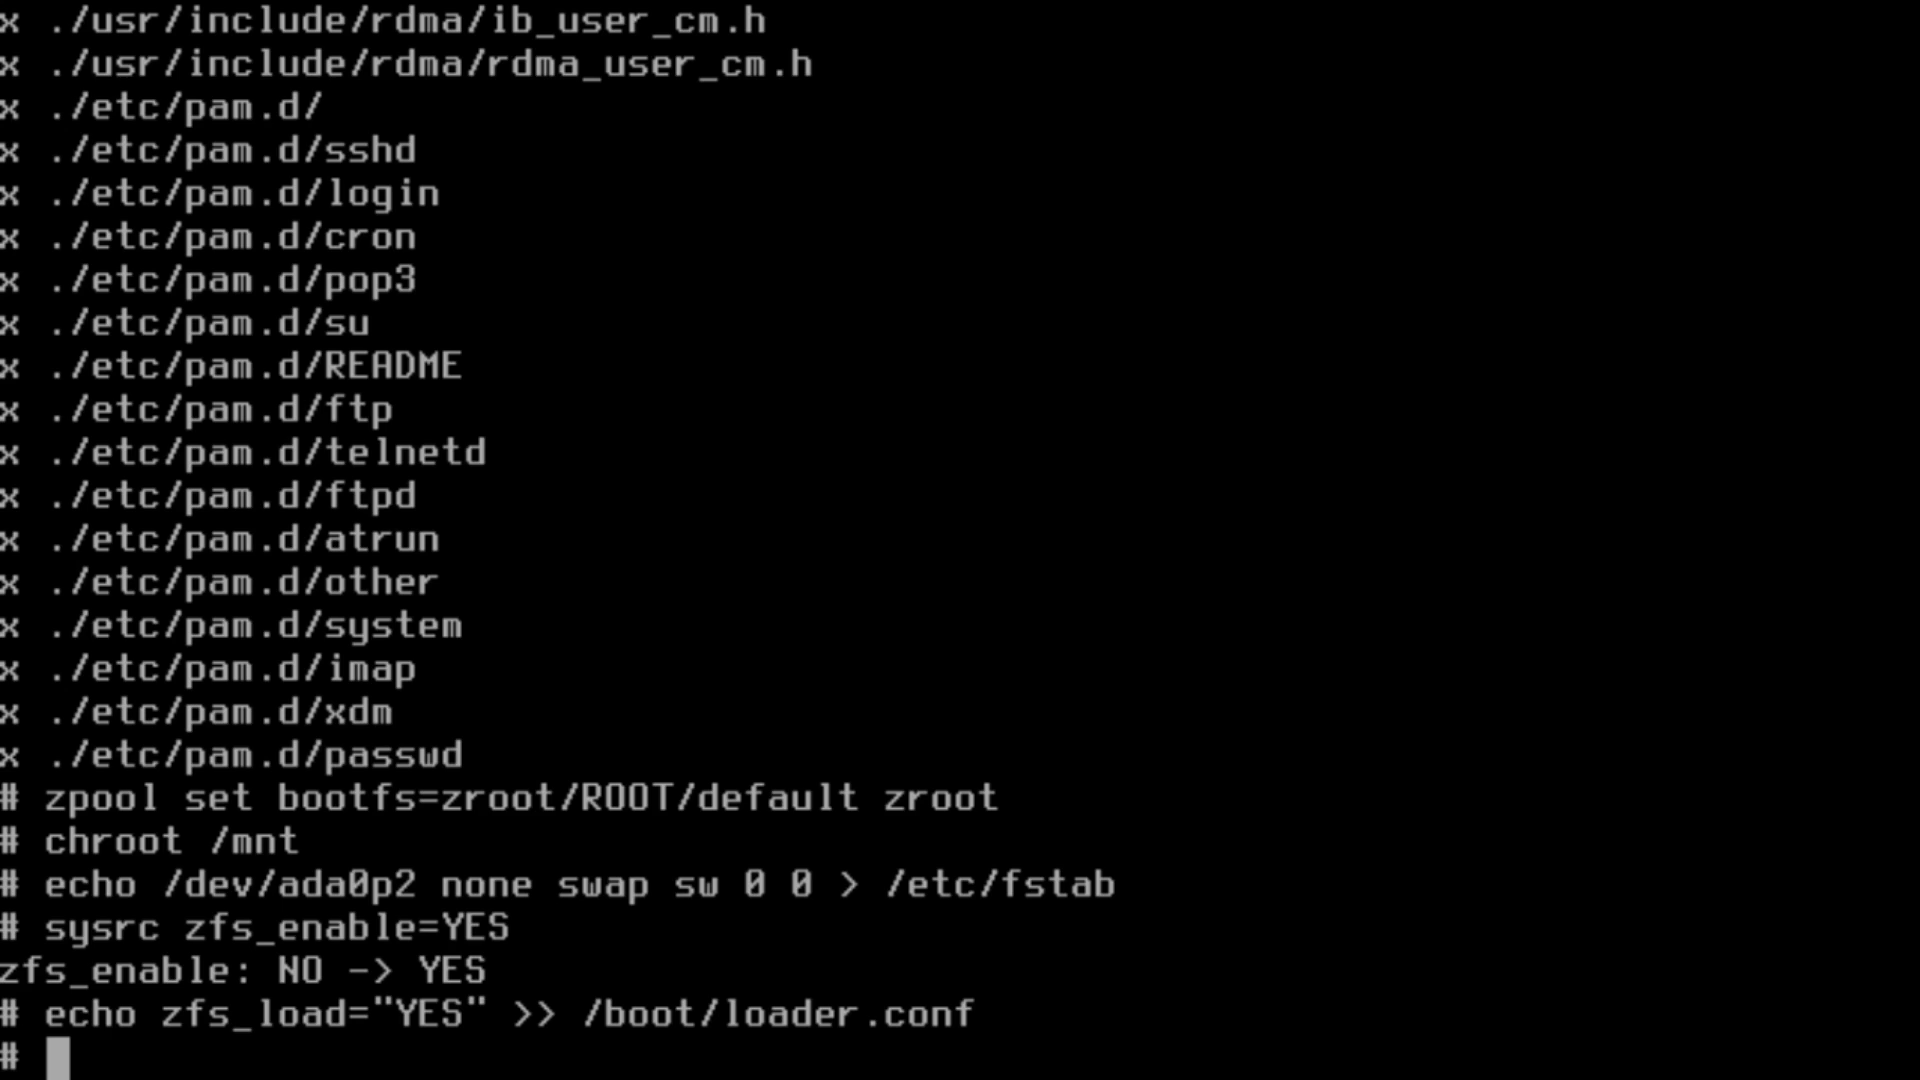 x ./usr/include/rdma/ib_user_cm.h
x ./usr/include/rdma/rdma_user_cm.h
x ./etc/pam.d/
x ./etc/pam.d/sshd
x ./etc/pam.d/login
x ./etc/pam.d/cron
x ./etc/pam.d/pop3
x ./etc/pam.d/su
x ./etc/pam.d/README
x ./etc/pam.d/ftp
x ./etc/pam.d/telnetd
x ./etc/pam.d/ftpd
x ./etc/pam.d/atrun
x ./etc/pam.d/other
x ./etc/pam.d/system
x ./etc/pam.d/imap
x ./etc/pam.d/xdm
x ./etc/pam.d/passwd
# zpool set bootfs=zroot/ROOT/default zroot
# chroot /mnt
# echo /dev/ada0p2 none swap sw 0 0 > /etc/fstab
# sysrc zfs_enable=YES
zfs_enable: NO -> YES
# echo zfs_load="YES" >> /boot/loader.conf
#